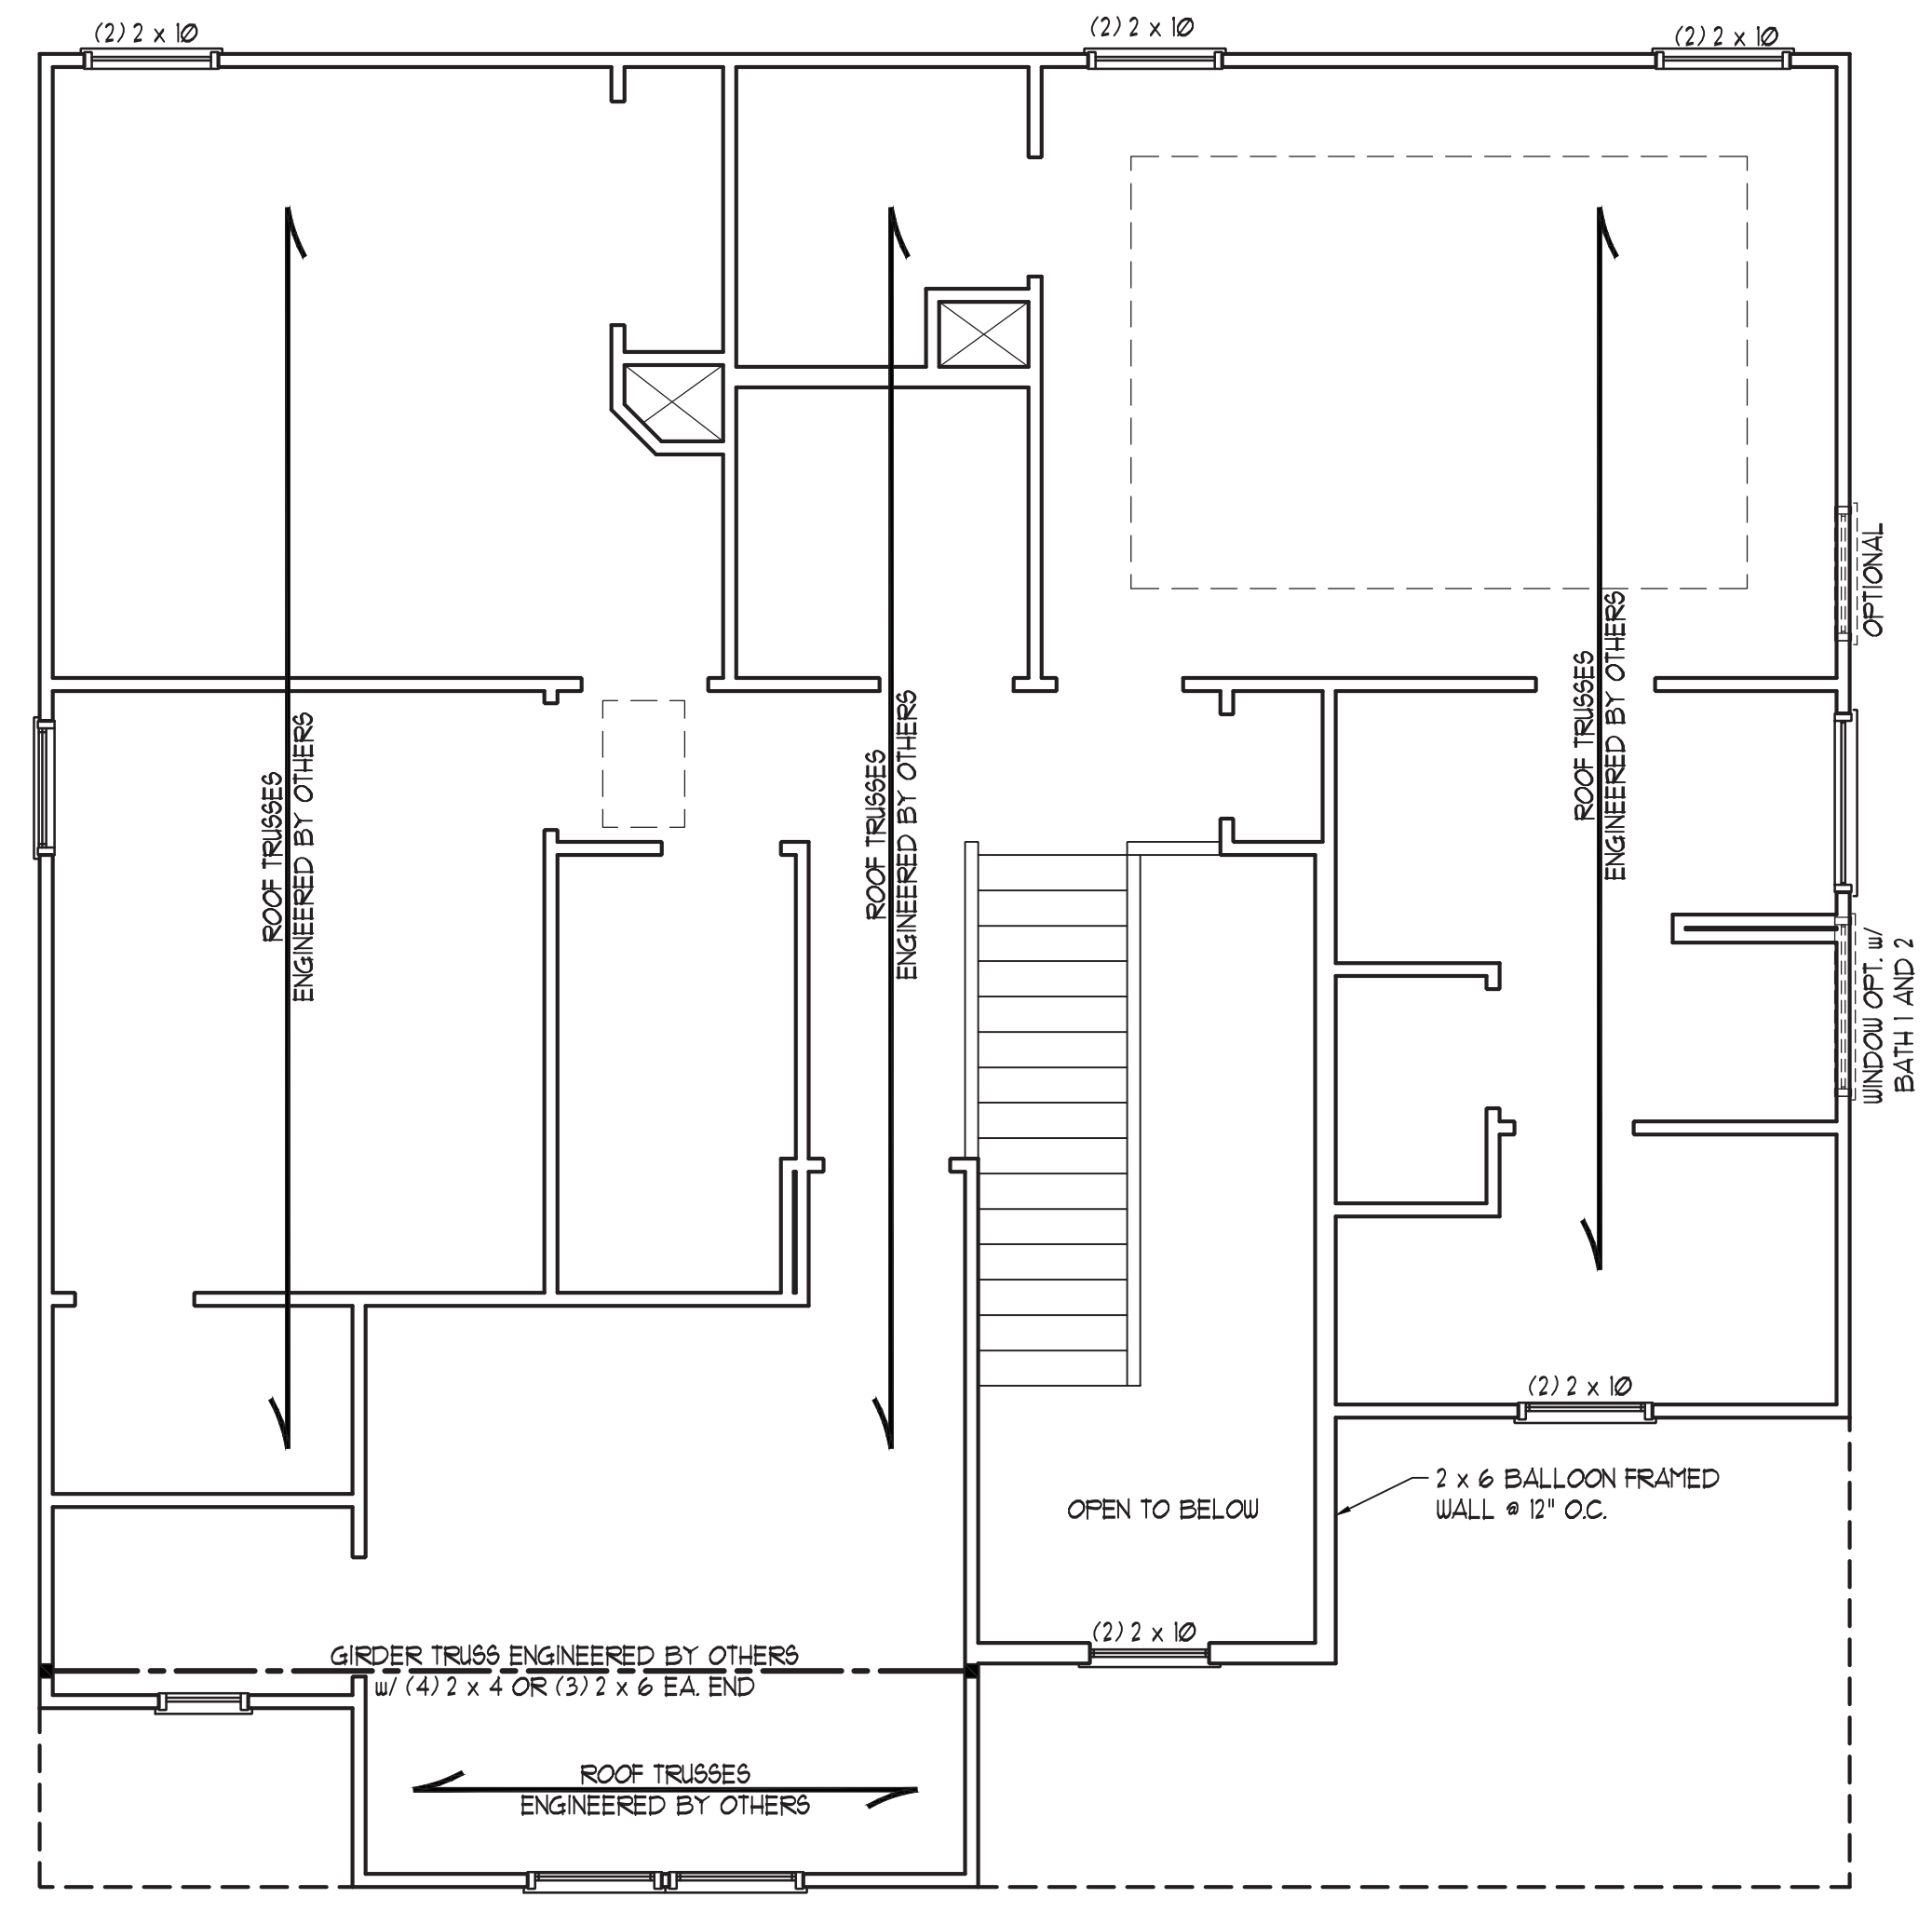 (2) 2 x 10
(2) 2 x 10
(2) 2 x 10
OPTIONAL
ROOF TRUSSES
ENGINEERED BY OTHERS
ROOF TRUSSES
ENGINEERED BY OTHERS
ROOF TRUSSES
ENGINEERED BY OTHERS
WINDOW OPT. w/
BATH 1 AND 2
(2) 2 x 10
2 x 6 BALLOON FRAMED
WALL @ 12" O.C.
OPEN TO BELOW
(2) 2 x 10
GIRDER TRUSS ENGINEERED BY OTHERS
w/ (4) 2 x 4 OR (3) 2 x 6 EA. END
ROOF TRUSSES
ENGINEERED BY OTHERS